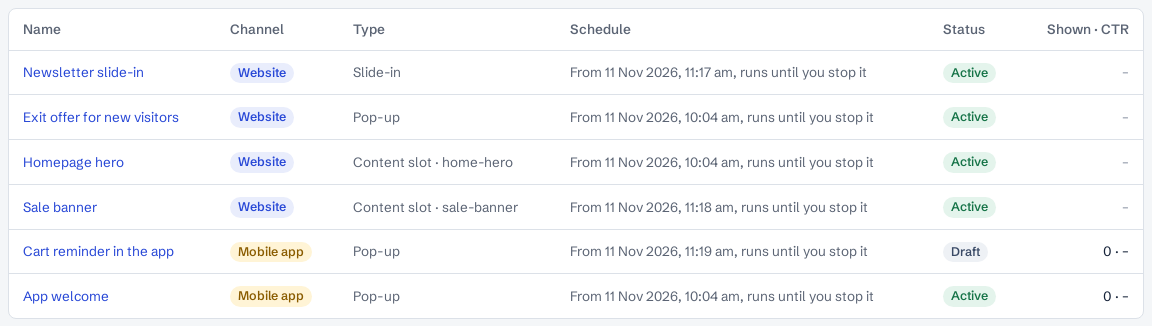 Name Channel Type Schedule Status Shown · CTR
Newsletter slide-in Website Slide-in From 11 Nov 2026, 11:17 am, runs until you stop it Active –
Exit offer for new visitors Website Pop-up From 11 Nov 2026, 10:04 am, runs until you stop it Active –
Homepage hero Website Content slot · home-hero From 11 Nov 2026, 10:04 am, runs until you stop it Active –
Sale banner Website Content slot · sale-banner From 11 Nov 2026, 11:18 am, runs until you stop it Active –
Cart reminder in the app Mobile app Pop-up From 11 Nov 2026, 11:19 am, runs until you stop it Draft 0 · –
App welcome Mobile app Pop-up From 11 Nov 2026, 10:04 am, runs until you stop it Active 0 · –